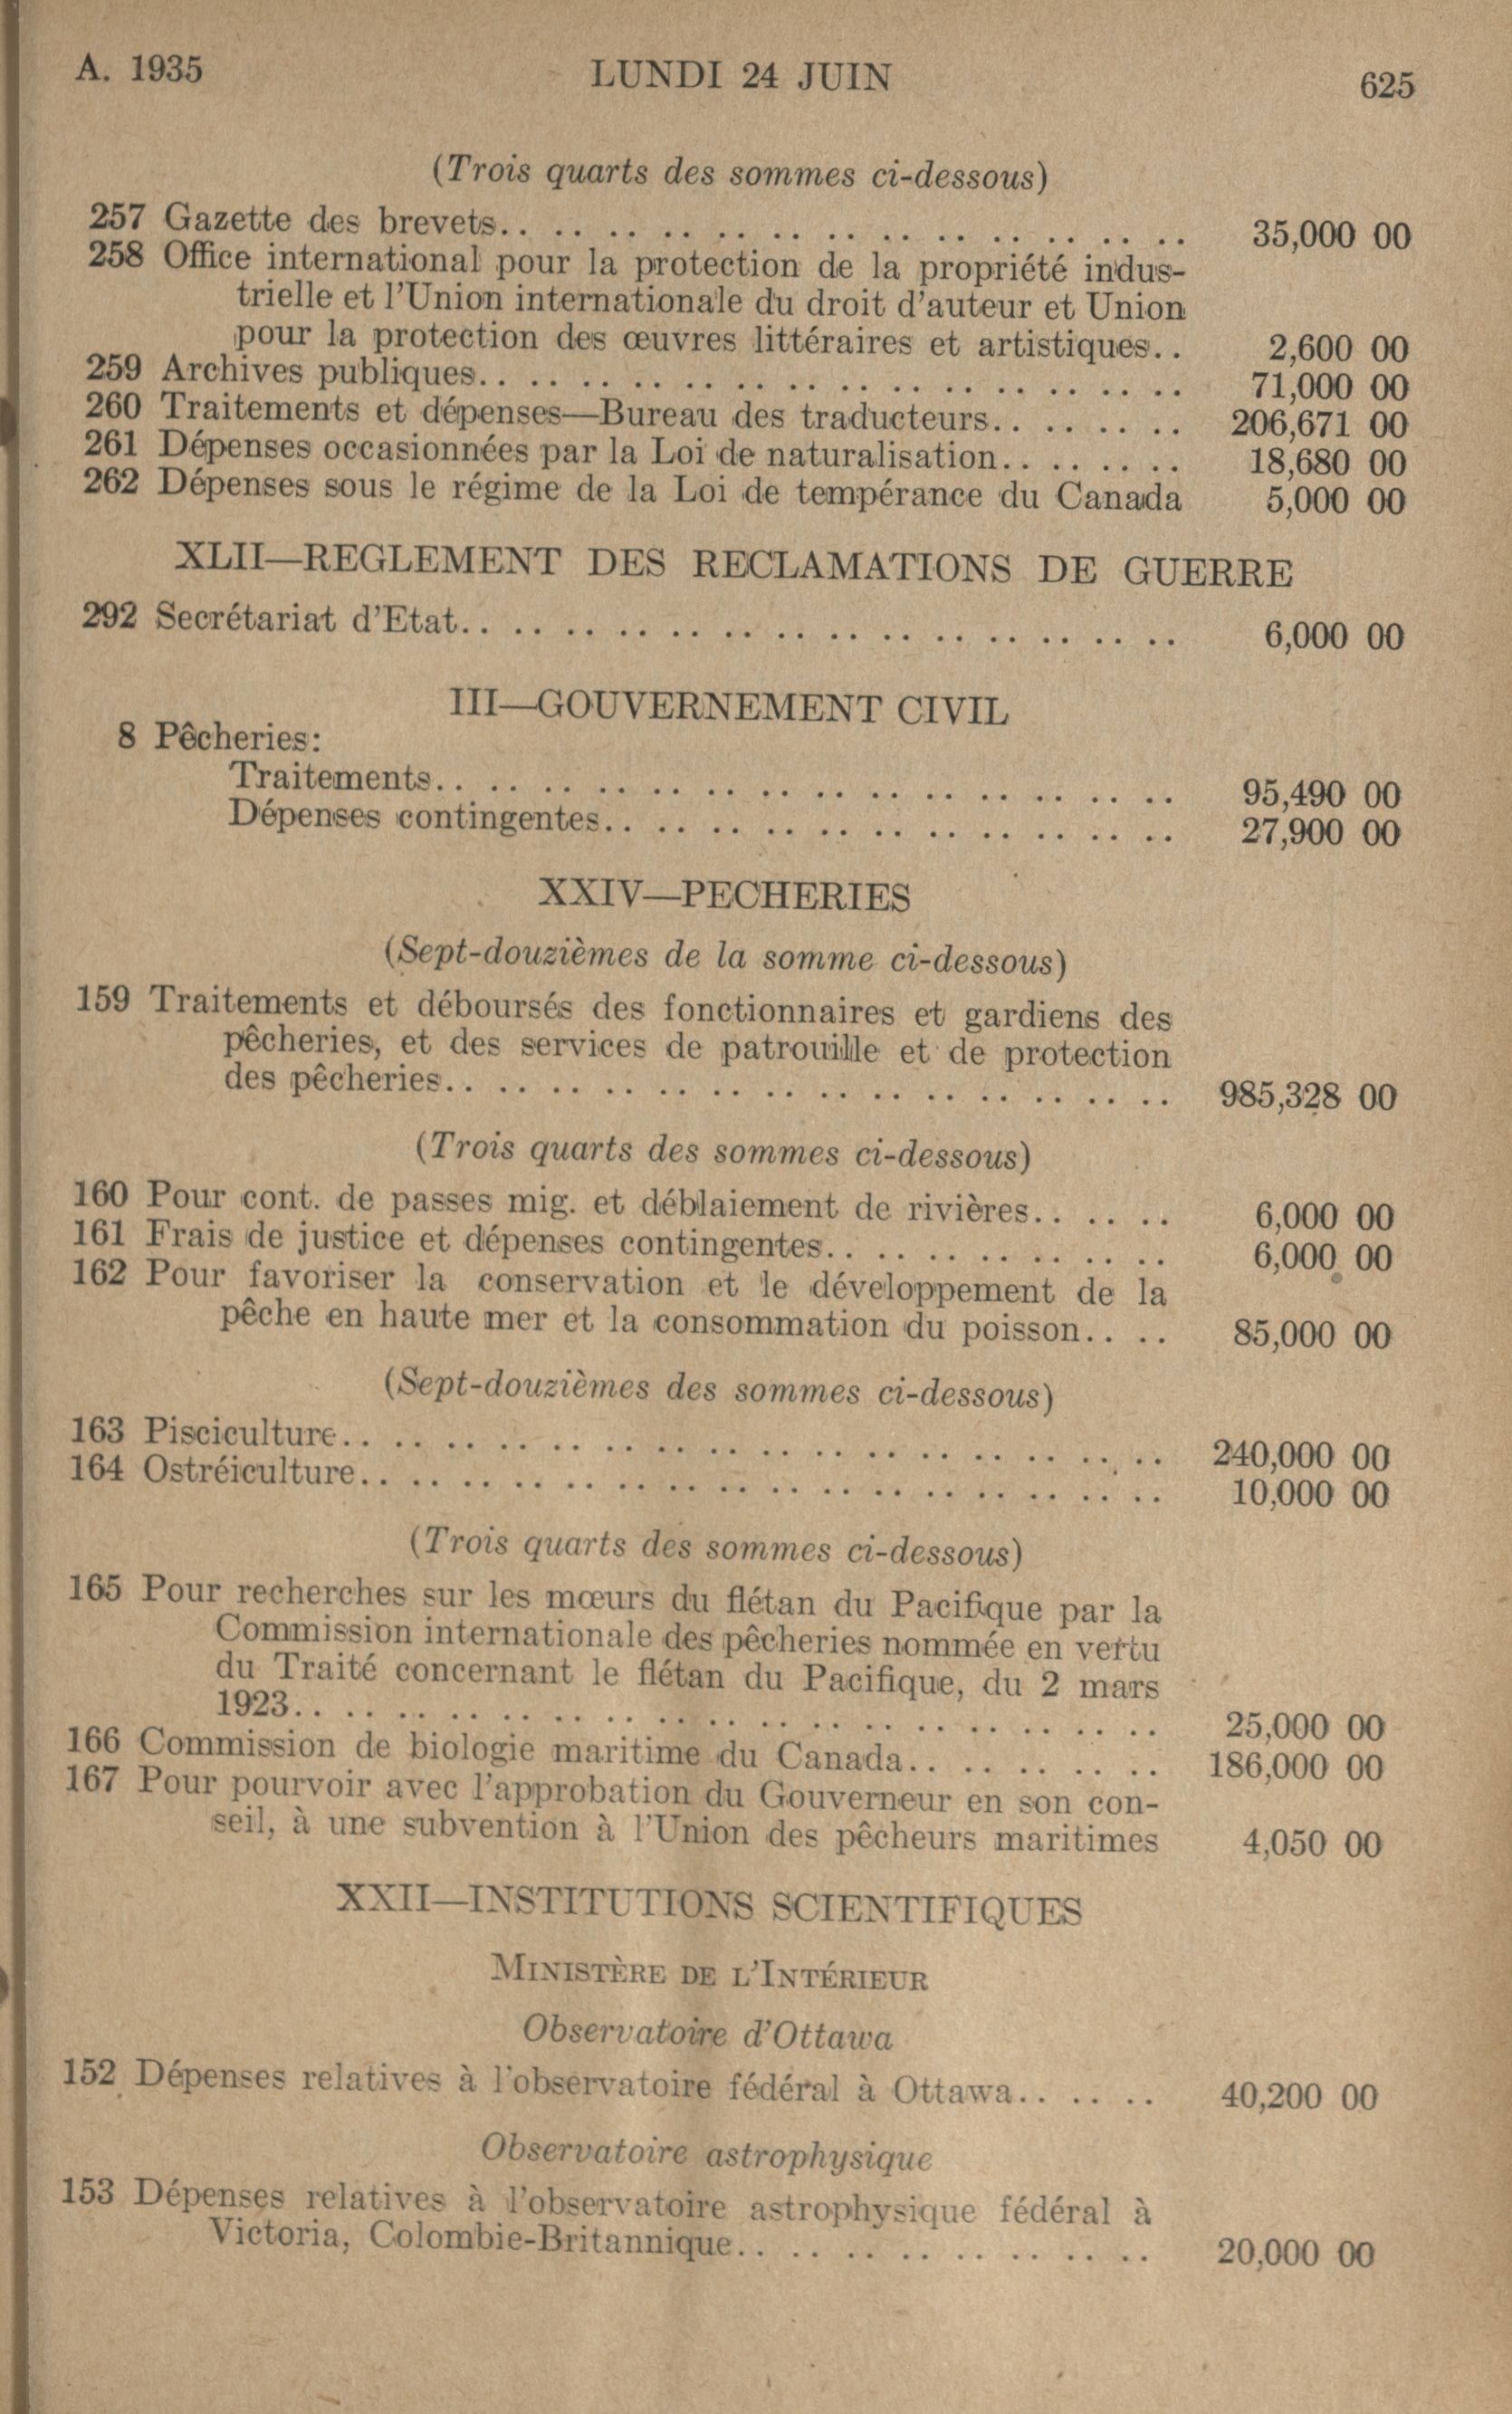 A. 1935 LUNDI 24 JUIN 625
(Trois quarts des sommes ci-dessous)
257 Gazette des brevets.. .. .. .. .. .. .. .. .. .. .. .. .. 35,000 00
258 Office international pour la protection de la propriété indus-
trielle et l'Union internationale du droit d'auteur et Union
pour la protection des œuvres littéraires et artistiques.. 2,600 00
259 Archives publiques.. .. .. .. .. .. .. .. .. .. .. .. .. .. 71,000 00
260 Traitements et dépenses—Bureau des traducteurs.. .. .. .. 206,671 00
261 Dépenses occasionnées par la Loi de naturalisation.. .. .. .. 18,680 00
262 Dépenses sous le régime de la Loi de tempérance du Canada 5,000 00
XLII—REGLEMENT DES RECLAMATIONS DE GUERRE
292 Secrétariat d'Etat.. .. .. .. .. .. .. .. .. .. .. .. .. .. 6,000 00
III—GOUVERNEMENT CIVIL
8 Pêcheries:
Traitements.. .. .. .. .. .. .. .. .. .. .. .. .. .. 95,490 00
Dépenses contingentes.. .. .. .. .. .. .. .. .. .. .. 27,900 00
XXIV—PECHERIES
(Sept-douzièmes de la somme ci-dessous)
159 Traitements et déboursés des fonctionnaires et gardiens des
pêcheries, et des services de patrouille et de protection
des pêcheries.. .. .. .. .. .. .. .. .. .. .. .. .. .. 985,328 00
(Trois quarts des sommes ci-dessous)
160 Pour cont. de passes mig. et déblaiement de rivières.. .. .. 6,000 00
161 Frais de justice et dépenses contingentes.. .. .. .. .. .. .. 6,000 00
162 Pour favoriser la conservation et le développement de la
pêche en haute mer et la consommation du poisson.. .. 85,000 00
(Sept-douzièmes des sommes ci-dessous)
163 Pisciculture.. .. .. .. .. .. .. .. .. .. .. .. .. .. .. .. 240,000 00
164 Ostréiculture.. .. .. .. .. .. .. .. .. .. .. .. .. .. .. .. 10,000 00
(Trois quarts des sommes ci-dessous)
165 Pour recherches sur les mœurs du flétan du Pacifique par la
Commission internationale des pêcheries nommée en vertu
du Traité concernant le flétan du Pacifique, du 2 mars
1923.. .. .. .. .. .. .. .. .. .. .. .. .. .. .. .. .. 25,000 00
166 Commission de biologie maritime du Canada.. .. .. .. .. 186,000 00
167 Pour pourvoir avec l'approbation du Gouverneur en son con-
seil, à une subvention à l'Union des pêcheurs maritimes 4,050 00
XXII—INSTITUTIONS SCIENTIFIQUES
MINISTÈRE DE L'INTÉRIEUR
Observatoire d'Ottawa
152 Dépenses relatives à l'observatoire fédéral à Ottawa.. .. .. 40,200 00
Observatoire astrophysique
153 Dépenses relatives à l'observatoire astrophysique fédéral à
Victoria, Colombie-Britannique.. .. .. .. .. .. .. .. 20,000 00